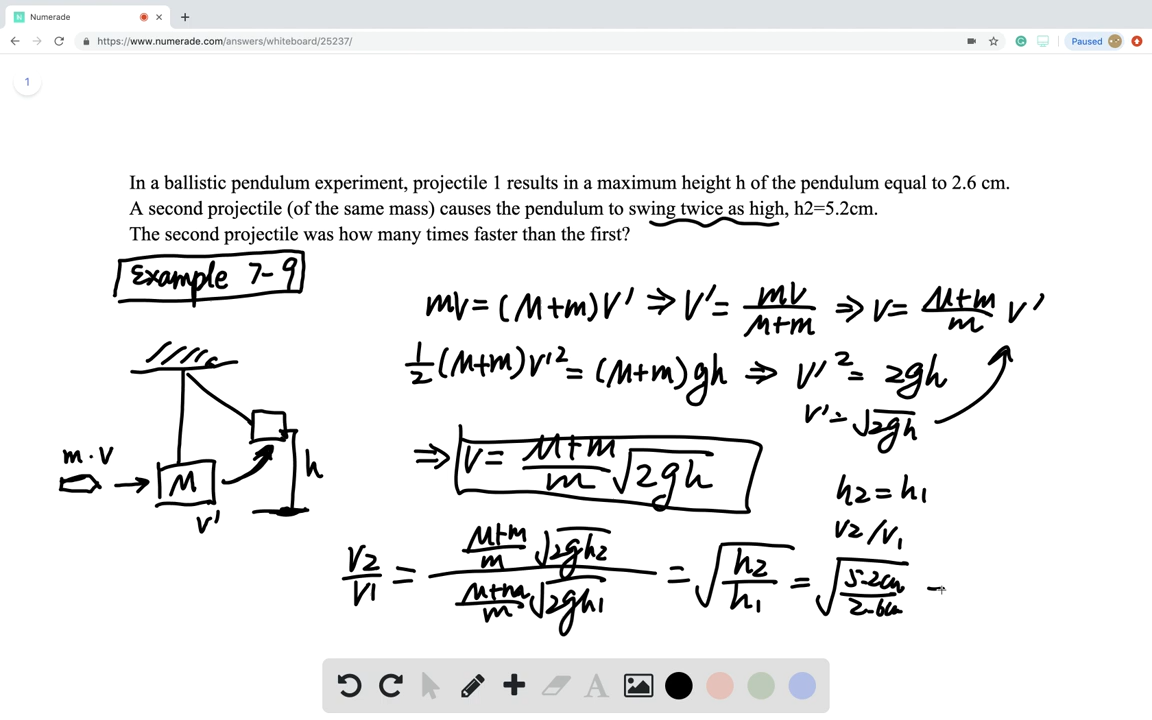 Numerade
https://www.numerade.com/answers/whiteboard/25237/
Paused
1
In a ballistic pendulum experiment, projectile 1 results in a maximum height h of the pendulum equal to 2.6 cm.
A second projectile (of the same mass) causes the pendulum to swing twice as high, h2=5.2cm.
The second projectile was how many times faster than the first?
Example 7-9
mv = (M+m)v' ⇒ v' = mv/M+m ⇒ v = M+m/m v'
1/2 (M+m)v'² = (M+m)gh ⇒ v'² = 2gh
v' = √2gh
m·v
M
h
v'
⇒ v = M+m/m √2gh
h2 = h1
v2/v1
v2/v1 = M+m/m √2gh2 / M+m/m √2gh1 = √h2/h1 = √5.2cm/2.6cm -
A